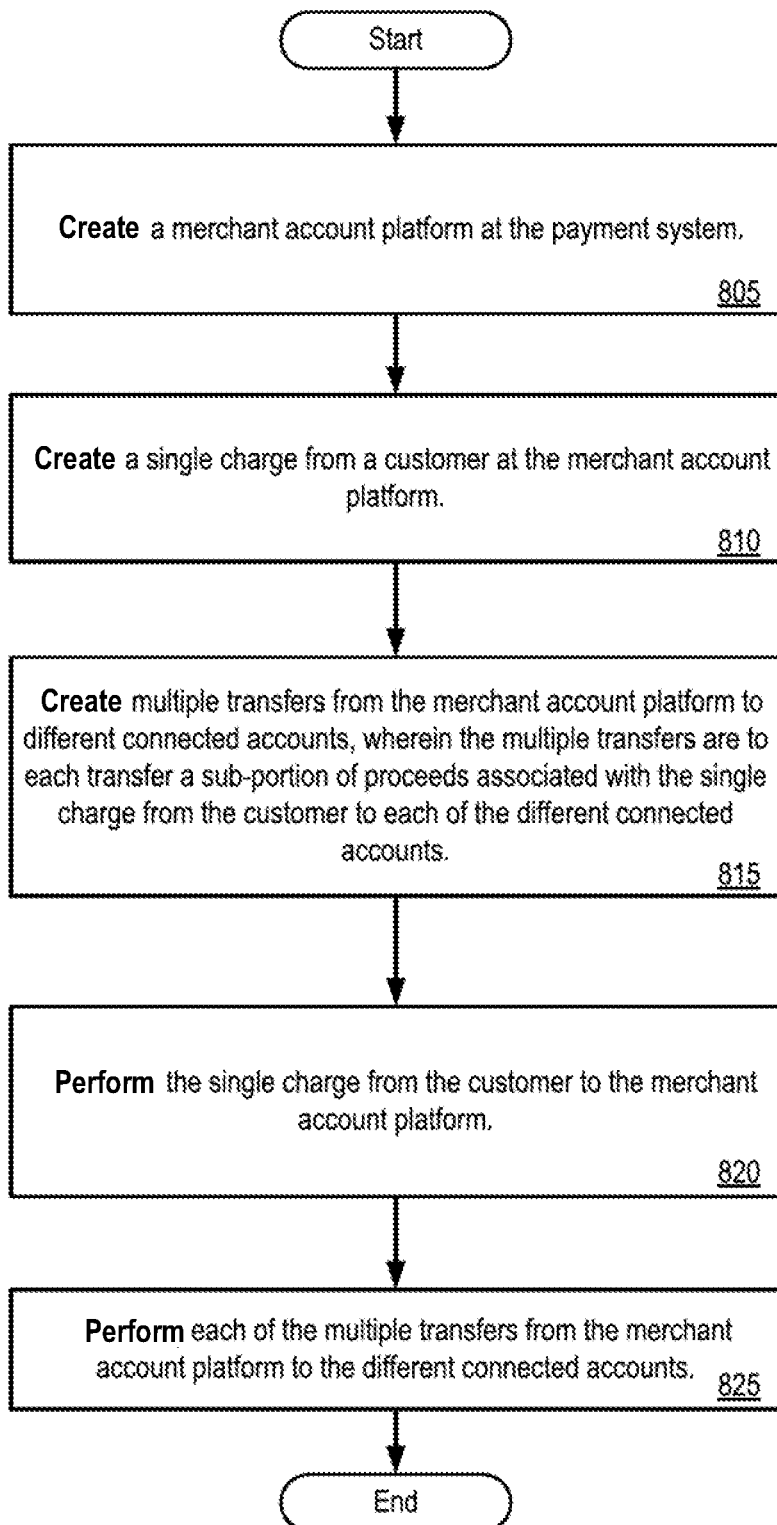 Start
Create a merchant account platform at the payment system.
805
Create a single charge from a customer at the merchant account
platform.
810
Create multiple transfers from the merchant account platform to
different connected accounts, wherein the multiple transfers are to
each transfer a sub-portion of proceeds associated with the single
charge from the customer to each of the different connected
accounts.
815
Perform the single charge from the customer to the merchant
account platform.
820
Perform each of the multiple transfers from the merchant
account platform to the different connected accounts.
825
End